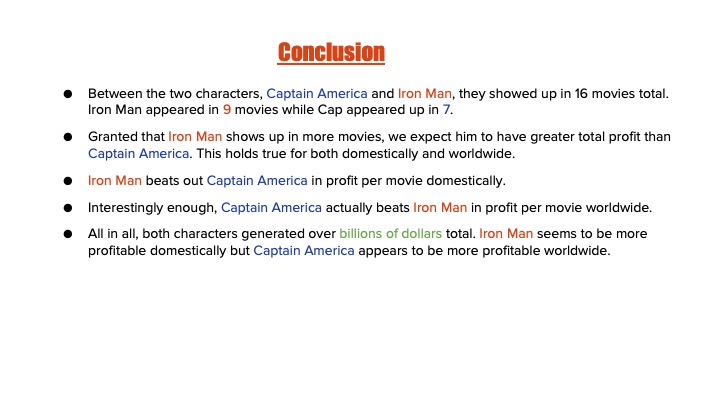 Conclusion
● Between the two characters, Captain America and Iron Man, they showed up in 16 movies total.
Iron Man appeared in 9 movies while Cap appeared up in 7.
● Granted that Iron Man shows up in more movies, we expect him to have greater total profit than
Captain America. This holds true for both domestically and worldwide.
● Iron Man beats out Captain America in profit per movie domestically.
● Interestingly enough, Captain America actually beats Iron Man in profit per movie worldwide.
● All in all, both characters generated over billions of dollars total. Iron Man seems to be more
profitable domestically but Captain America appears to be more profitable worldwide.